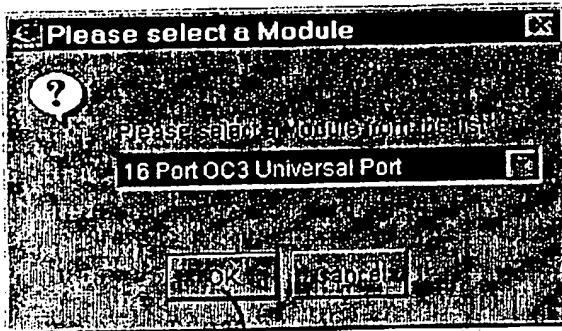 Please select a Module
?
Please select a Module from the list
16 Port OC3 Universal Port
OK
Cancel